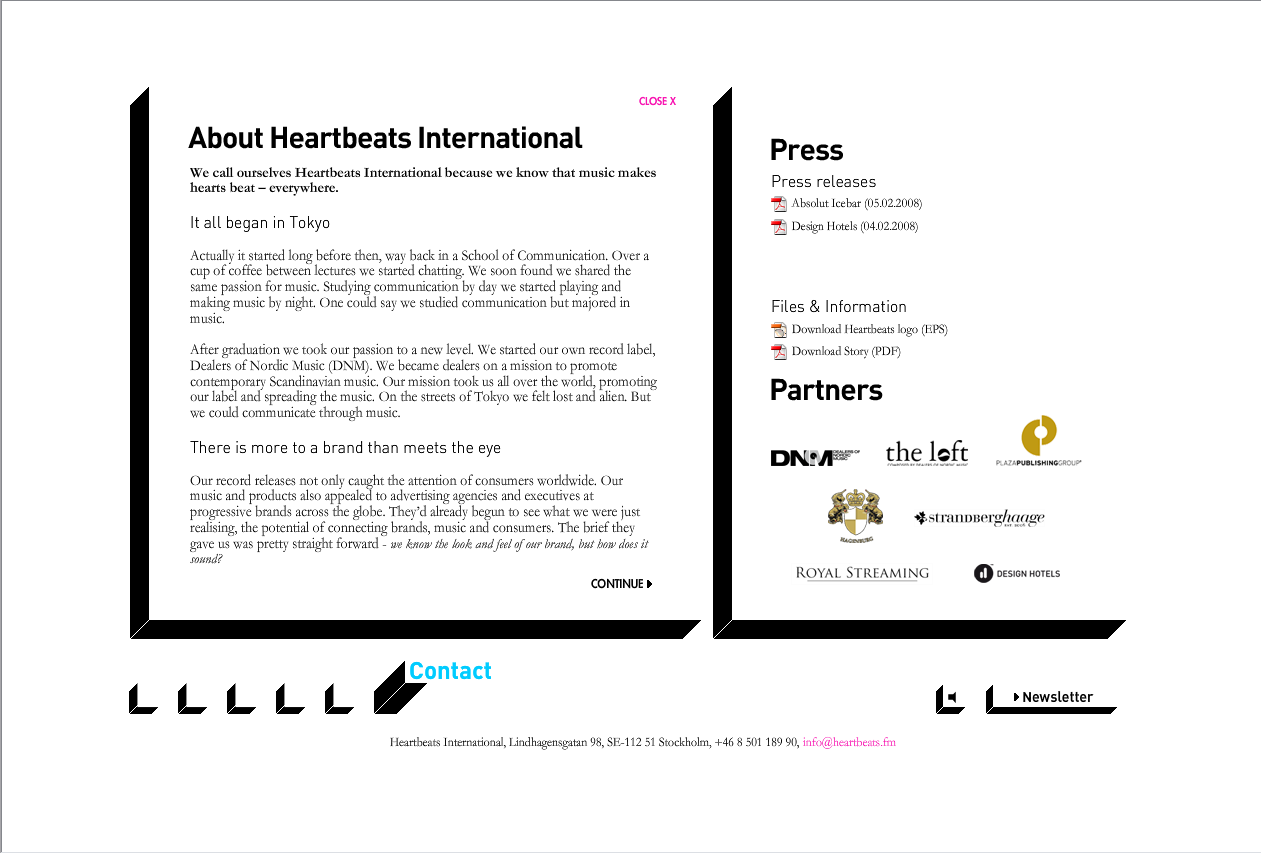 CLOSE X
About Heartbeats International
We call ourselves Heartbeats International because we know that music makes
hearts beat – everywhere.
It all began in Tokyo
Actually it started long before then, way back in a School of Communication. Over a
cup of coffee between lectures we started chatting. We soon found we shared the
same passion for music. Studying communication by day we started playing and
making music by night. One could say we studied communication but majored in
music.
After graduation we took our passion to a new level. We started our own record label,
Dealers of Nordic Music (DNM). We became dealers on a mission to promote
contemporary Scandinavian music. Our mission took us all over the world, promoting
our label and spreading the music. On the streets of Tokyo we felt lost and alien. But
we could communicate through music.
There is more to a brand than meets the eye
Our record releases not only caught the attention of consumers worldwide. Our
music and products also appealed to advertising agencies and executives at
progressive brands across the globe. They'd already begun to see what we were just
realising, the potential of connecting brands, music and consumers. The brief they
gave us was pretty straight forward - we know the look and feel of our brand, but how does it
sound?
CONTINUE
Press
Press releases
Absolut Icebar (05.02.2008)
Design Hotels (04.02.2008)
Files & Information
Download Heartbeats logo (EPS)
Download Story (PDF)
Partners
DNM DEALERS OF
NORDIC
MUSIC
the loft
COMPOSED BY DEALERS OF NORDIC MUSIC
PLAZAPUBLISHINGGROUP
HAGENBURG
STRANDBERGhaage
EST. 2006
ROYAL STREAMING
DESIGN HOTELS
Contact
Newsletter
Heartbeats International, Lindhagensgatan 98, SE-112 51 Stockholm, +46 8 501 189 90, info@heartbeats.fm